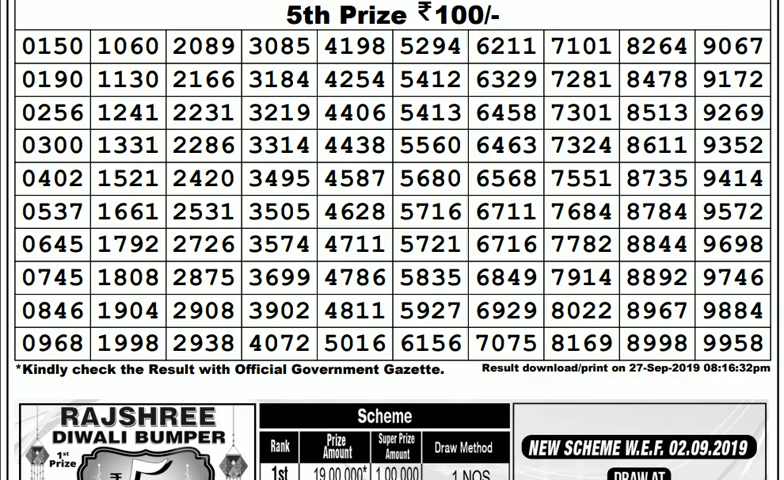 5th Prize ₹100/-
0150 1060 2089 3085 4198 5294 6211 7101 8264 9067
0190 1130 2166 3184 4254 5412 6329 7281 8478 9172
0256 1241 2231 3219 4406 5413 6458 7301 8513 9269
0300 1331 2286 3314 4438 5560 6463 7324 8611 9352
0402 1521 2420 3495 4587 5680 6568 7551 8735 9414
0537 1661 2531 3505 4628 5716 6711 7684 8784 9572
0645 1792 2726 3574 4711 5721 6716 7782 8844 9698
0745 1808 2875 3699 4786 5835 6849 7914 8892 9746
0846 1904 2908 3902 4811 5927 6929 8022 8967 9884
0968 1998 2938 4072 5016 6156 7075 8169 8998 9958
*Kindly check the Result with Official Government Gazette. Result download/print on 27-Sep-2019 08:16:32pm
RAJSHREE
DIWALI BUMPER
1st
Prize
₹5
Scheme
Rank Prize Amount Super Prize Amount Draw Method
1st 19,00,000* 1,00,000 1 NOS
NEW SCHEME W.E.F. 02.09.2019
DRAW AT